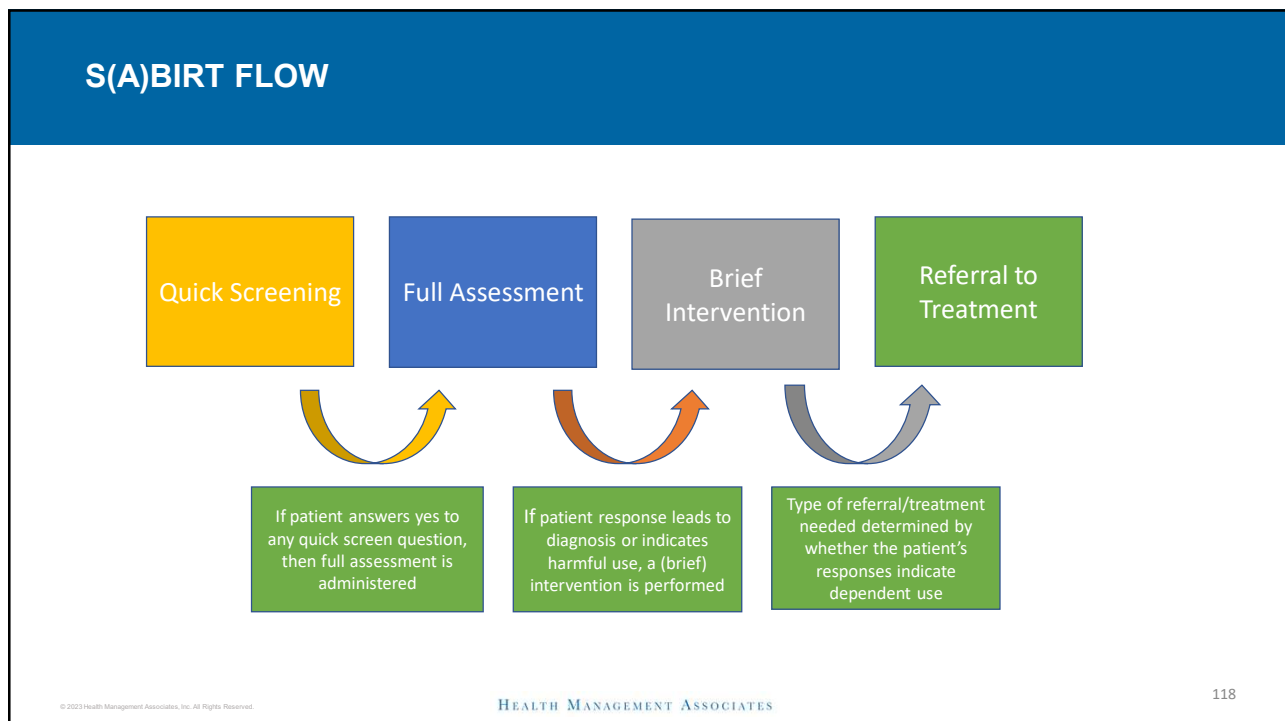 S(A)BIRT FLOW
Quick Screening
Full Assessment
Brief
Intervention
Referral to
Treatment
If patient answers yes to
any quick screen question,
then full assessment is
administered
If patient response leads to
diagnosis or indicates
harmful use, a (brief)
intervention is performed
Type of referral/treatment
needed determined by
whether the patient’s
responses indicate
dependent use
© 2023 Health Management Associates, Inc. All Rights Reserved.
HEALTH MANAGEMENT ASSOCIATES
118